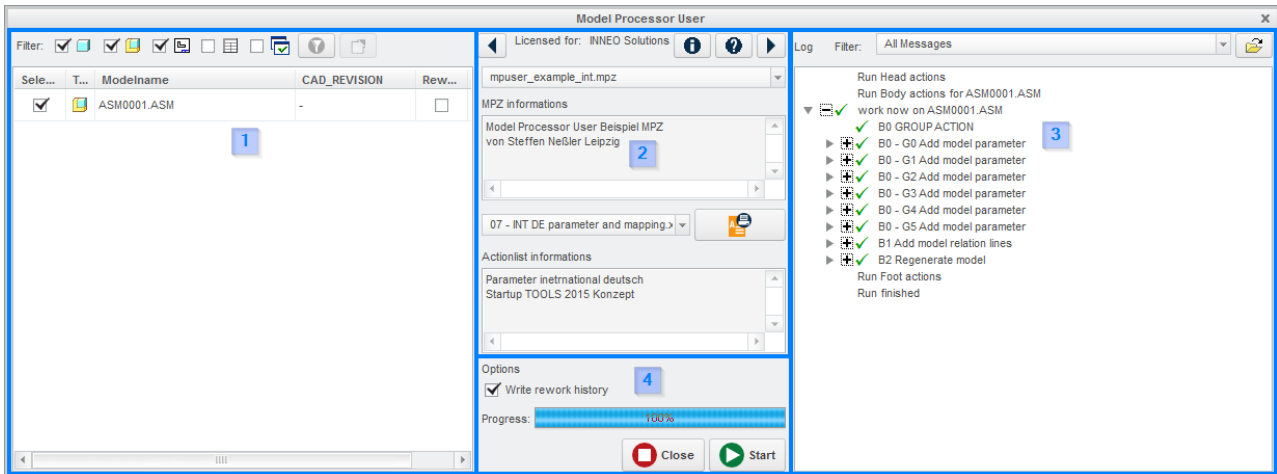 Model Processor User
X
Filter:
Sele... T... Modelname CAD_REVISION Rew...
ASM0001.ASM -
1
Licensed for: INNEO Solutions
mpuser_example_int.mpz
MPZ informations
Model Processor User Beispiel MPZ
von Steffen Neßler Leipzig
2
07 - INT DE parameter and mapping.x
Actionlist informations
Parameter inetrnational deutsch
Startup TOOLS 2015 Konzept
Options
4
Write rework history
Progress: 100%
Close Start
Log Filter: All Messages
Run Head actions
Run Body actions for ASM0001.ASM
work now on ASM0001.ASM
B0 GROUP ACTION
3
B0 - G0 Add model parameter
B0 - G1 Add model parameter
B0 - G2 Add model parameter
B0 - G3 Add model parameter
B0 - G4 Add model parameter
B0 - G5 Add model parameter
B1 Add model relation lines
B2 Regenerate model
Run Foot actions
Run finished